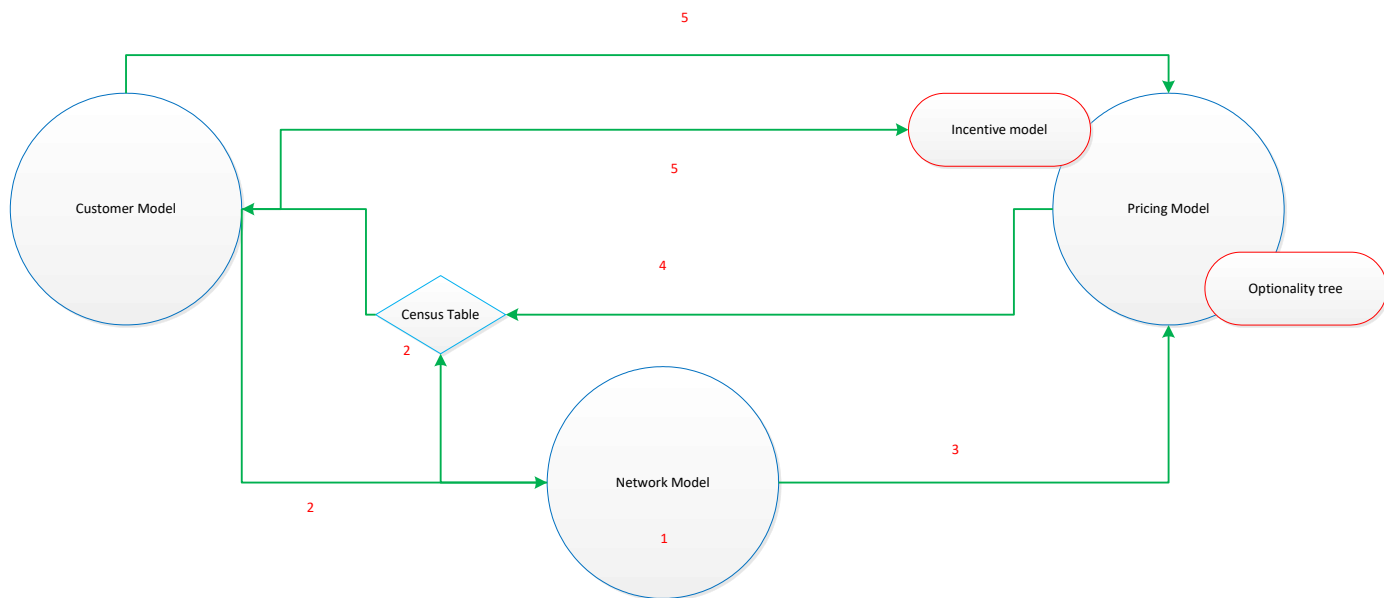 5
Incentive model
5
Customer Model
Pricing Model
4
Optionality tree
Census Table
2
3
Network Model
2
1